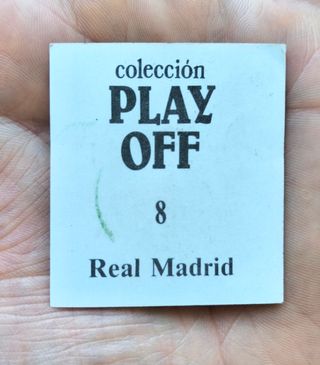 colección
PLAY
OFF
8
Real Madrid